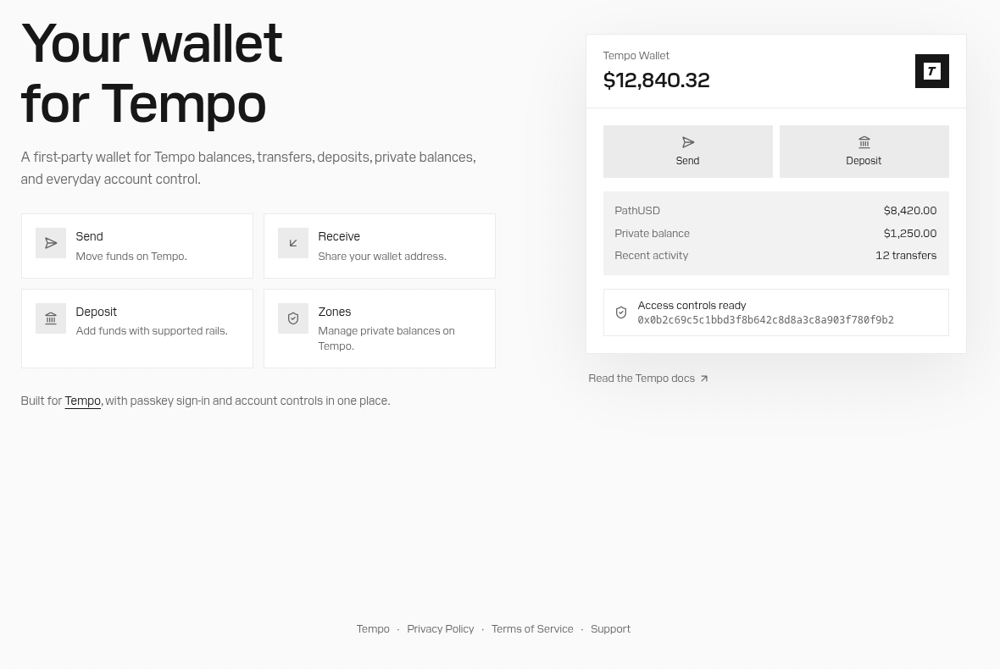 Your wallet
for Tempo
A first-party wallet for Tempo balances, transfers, deposits, private balances,
and everyday account control.
Send
Move funds on Tempo.
Receive
Share your wallet address.
Deposit
Add funds with supported rails.
Zones
Manage private balances on
Tempo.
Built for Tempo, with passkey sign-in and account controls in one place.
Tempo Wallet
$12,840.32
T
Send
Deposit
PathUSD $8,420.00
Private balance $1,250.00
Recent activity 12 transfers
Access controls ready
0x0b2c69c5c1bbd3f8b642c8d8a3c8a903f780f9b2
Read the Tempo docs
Tempo · Privacy Policy · Terms of Service · Support